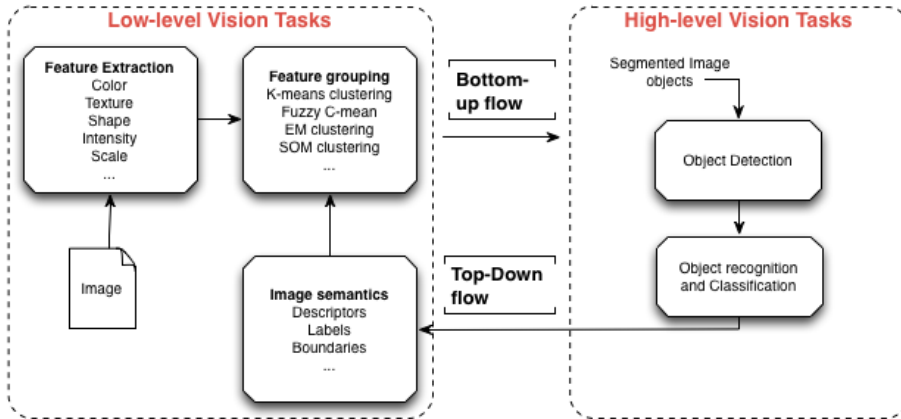 Low-level Vision Tasks
Feature Extraction
Color
Texture
Shape
Intensity
Scale
...
Feature grouping
K-means clustering
Fuzzy C-mean
EM clustering
SOM clustering
...
Image
Image semantics
Descriptors
Labels
Boundaries
...
Bottom-
up flow
Top-Down
flow
High-level Vision Tasks
Segmented Image
objects
Object Detection
Object recognition
and Classification